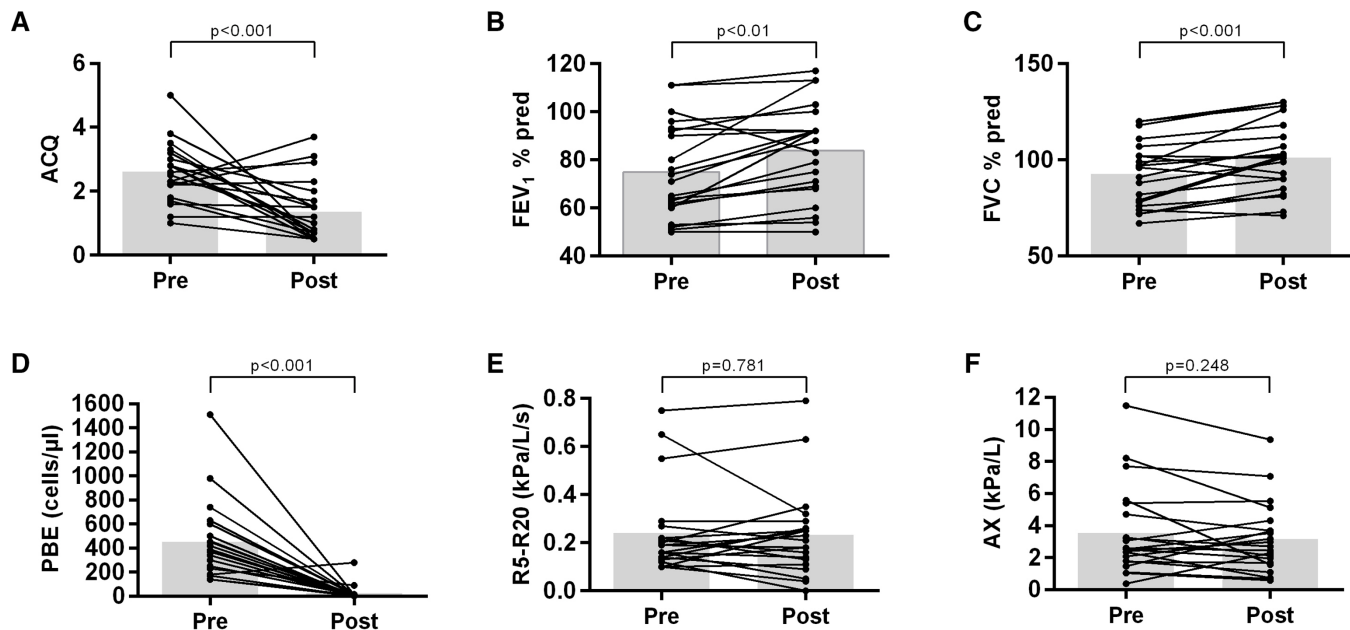 A
p<0.001
ACQ
6
4
2
0
Pre Post
B
p<0.01
FEV₁ % pred
120
100
80
60
40
Pre Post
C
p<0.001
FVC % pred
150
100
50
Pre Post
D
p<0.001
PBE (cells/µl)
1600
1400
1200
1000
800
600
400
200
0
Pre Post
E
p=0.781
R5-R20 (kPa/L/s)
0.8
0.6
0.4
0.2
0.0
Pre Post
F
p=0.248
AX (kPa/L)
12
10
8
6
4
2
0
Pre Post